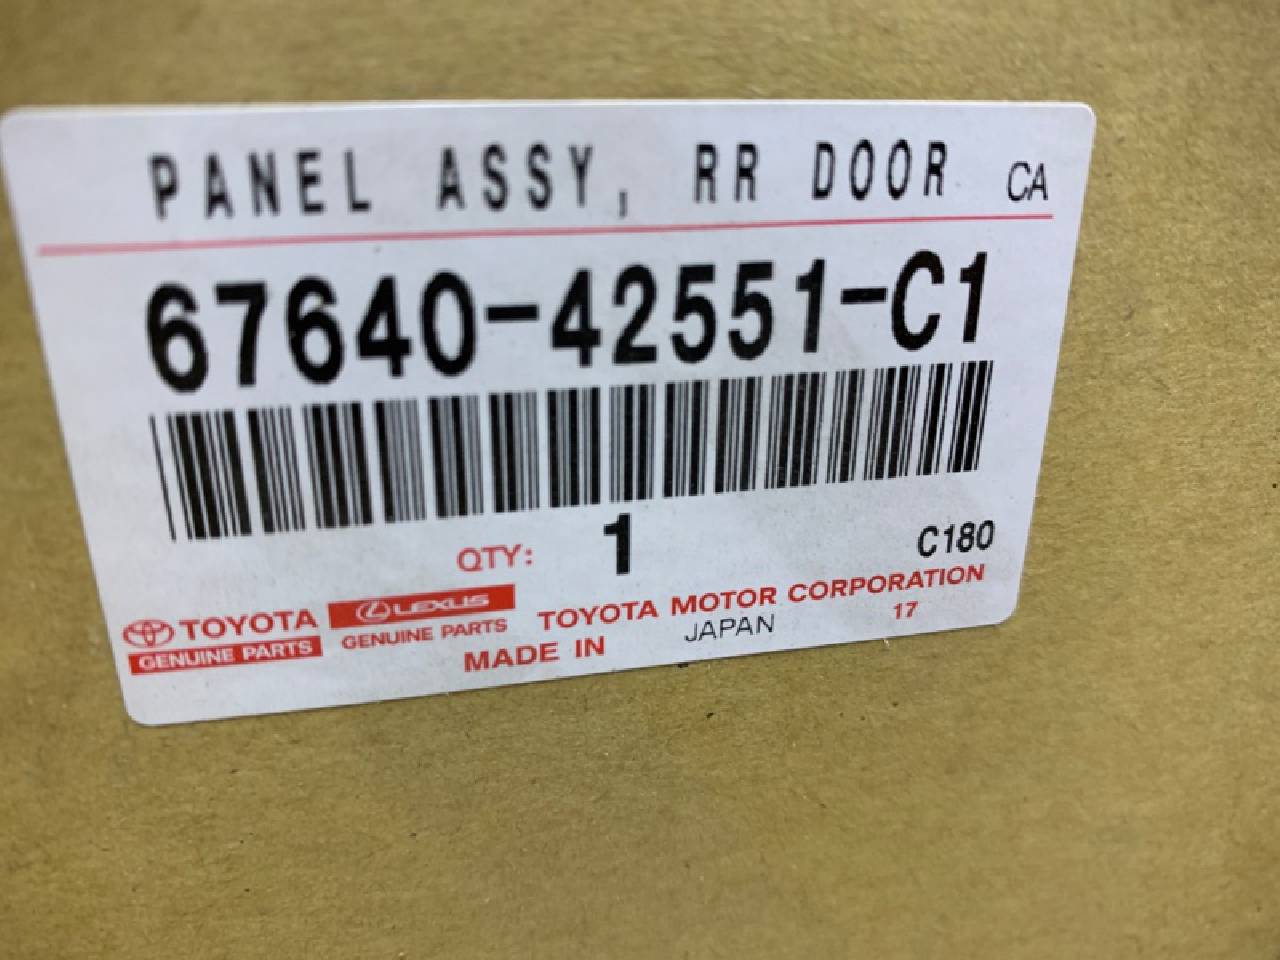 PANEL ASSY, RR DOOR CA
67640-42551-C1
QTY: 1 C180
TOYOTA LEXUS TOYOTA MOTOR CORPORATION
GENUINE PARTS GENUINE PARTS MADE IN JAPAN 17